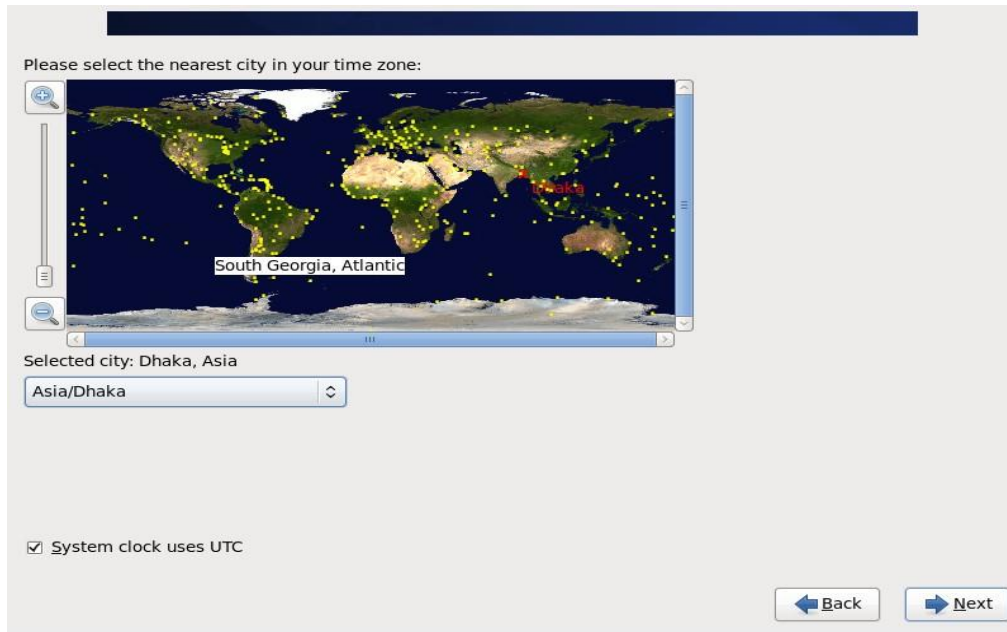 Please select the nearest city in your time zone:
Dhaka
South Georgia, Atlantic
Selected city: Dhaka, Asia
Asia/Dhaka
System clock uses UTC
Back
Next